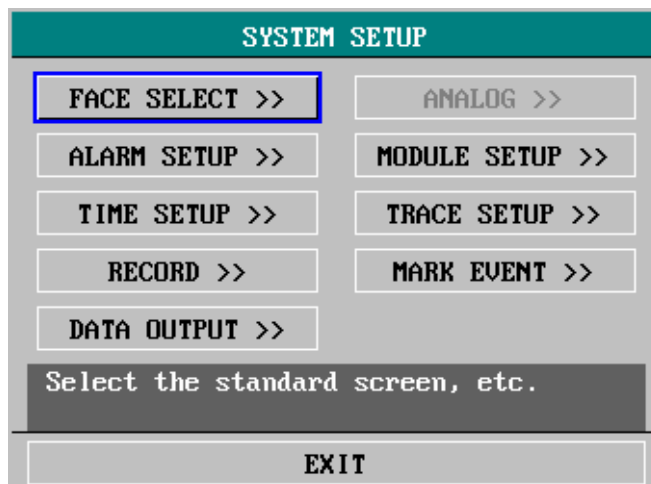 SYSTEM SETUP
FACE SELECT >> ANALOG >>
ALARM SETUP >> MODULE SETUP >>
TIME SETUP >> TRACE SETUP >>
RECORD >> MARK EVENT >>
DATA OUTPUT >>
Select the standard screen, etc.
EXIT